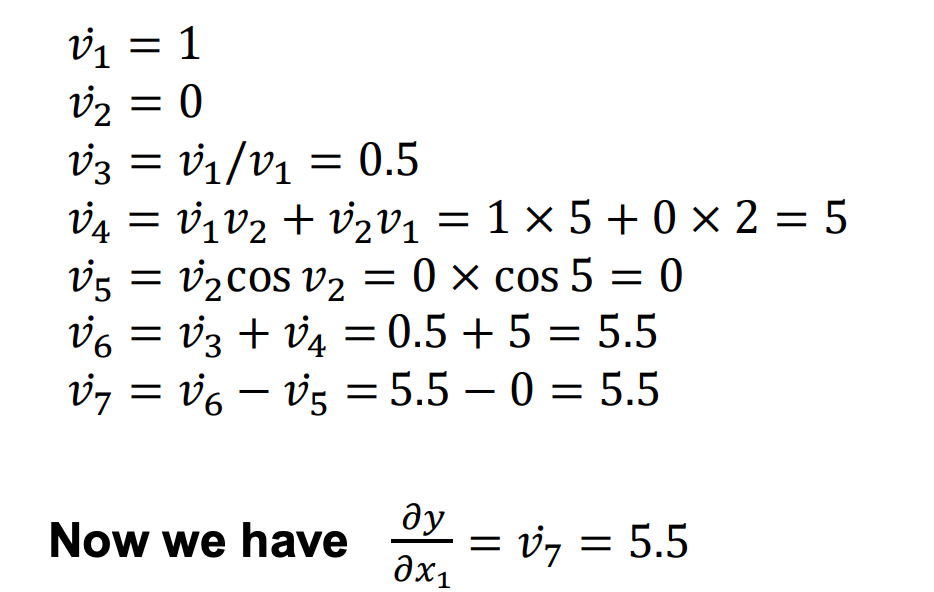 v̇₁ = 1
v̇₂ = 0
v̇₃ = v̇₁/v₁ = 0.5
v̇₄ = v̇₁v₂ + v̇₂v₁ = 1 × 5 + 0 × 2 = 5
v̇₅ = v̇₂cos v₂ = 0 × cos 5 = 0
v̇₆ = v̇₃ + v̇₄ = 0.5 + 5 = 5.5
v̇₇ = v̇₆ − v̇₅ = 5.5 − 0 = 5.5
Now we have ∂y/∂x₁ = v̇₇ = 5.5